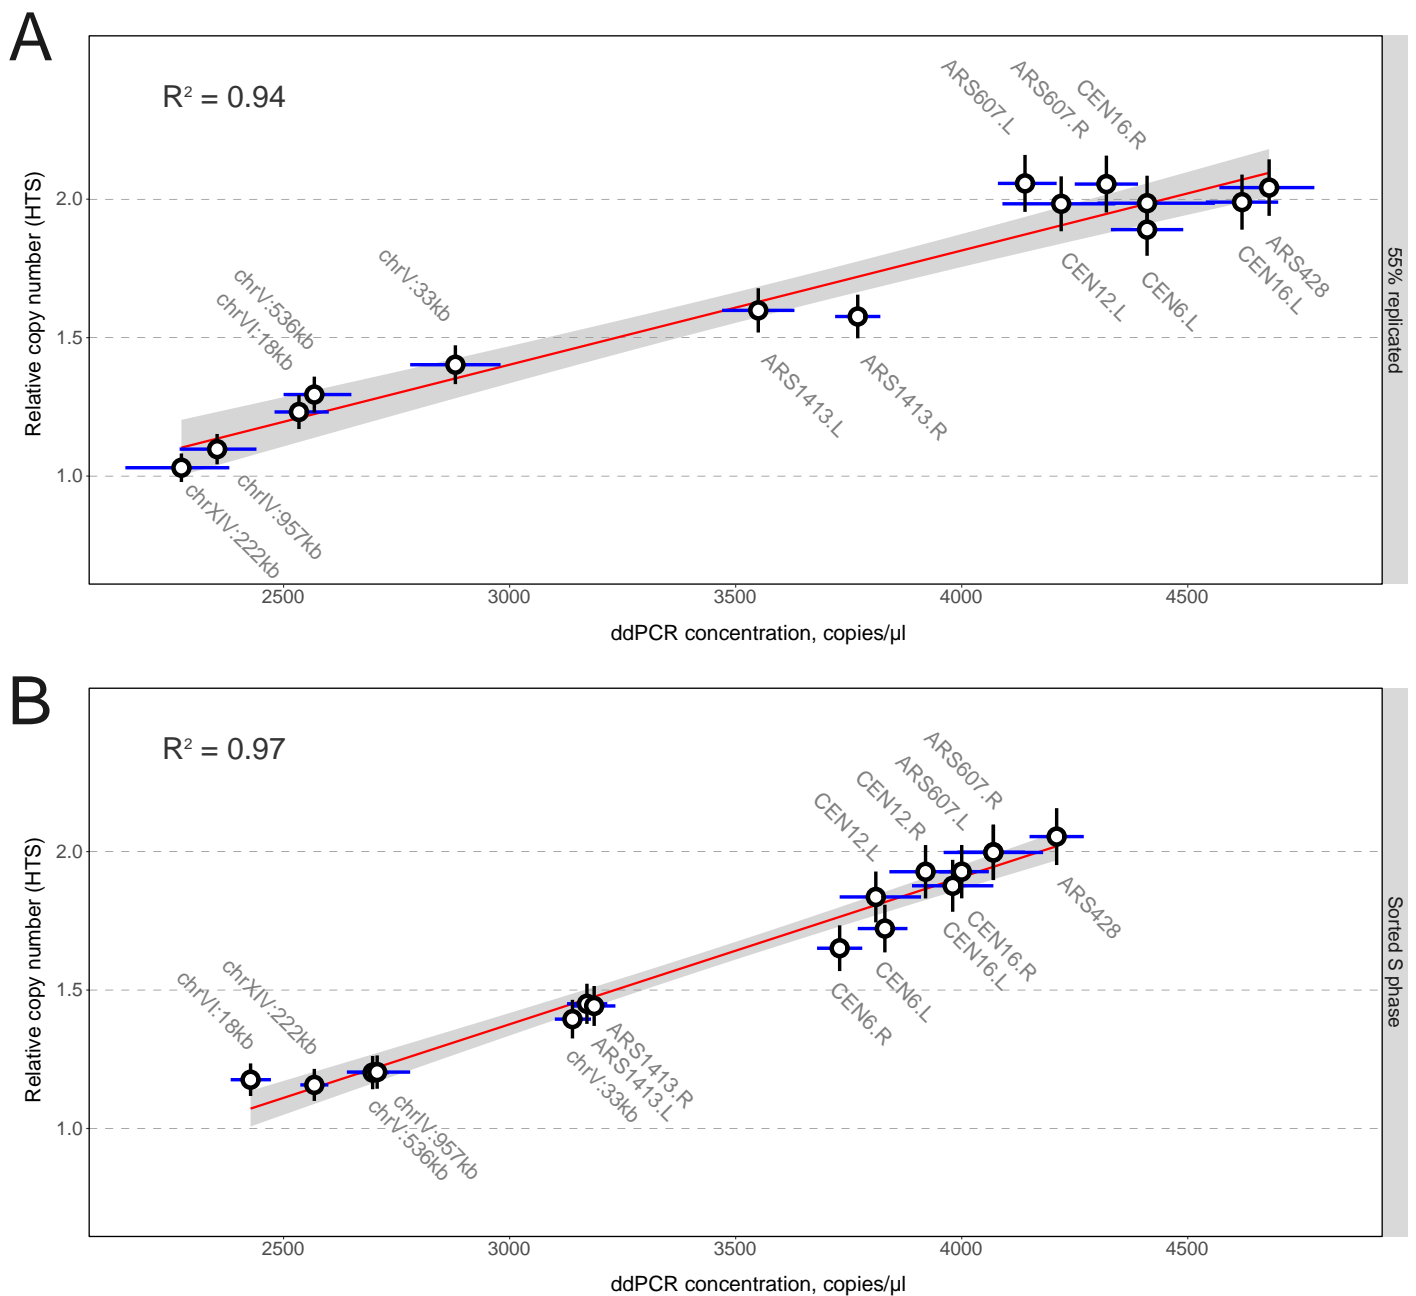 A
R² = 0.94
ARS607.L
ARS607.R
CEN16.R
chrV:33kb
chrV:536kb
chrVI:18kb
CEN12.L
CEN6.L
CEN16.L
ARS428
ARS1413.L
ARS1413.R
chrIV:957kb
chrXIV:222kb
2.0
1.5
1.0
Relative copy number (HTS)
55% replicated
2500 3000 3500 4000 4500
ddPCR concentration, copies/µl
B
R² = 0.97
ARS607.R
ARS607.L
CEN12.R
CEN12.L
ARS428
CEN16.R
CEN16.L
CEN6.L
CEN6.R
chrXIV:222kb
chrVI:18kb
ARS1413.R
ARS1413.L
chrV:33kb
chrIV:957kb
chrV:536kb
2.0
1.5
1.0
Relative copy number (HTS)
Sorted S phase
2500 3000 3500 4000 4500
ddPCR concentration, copies/µl